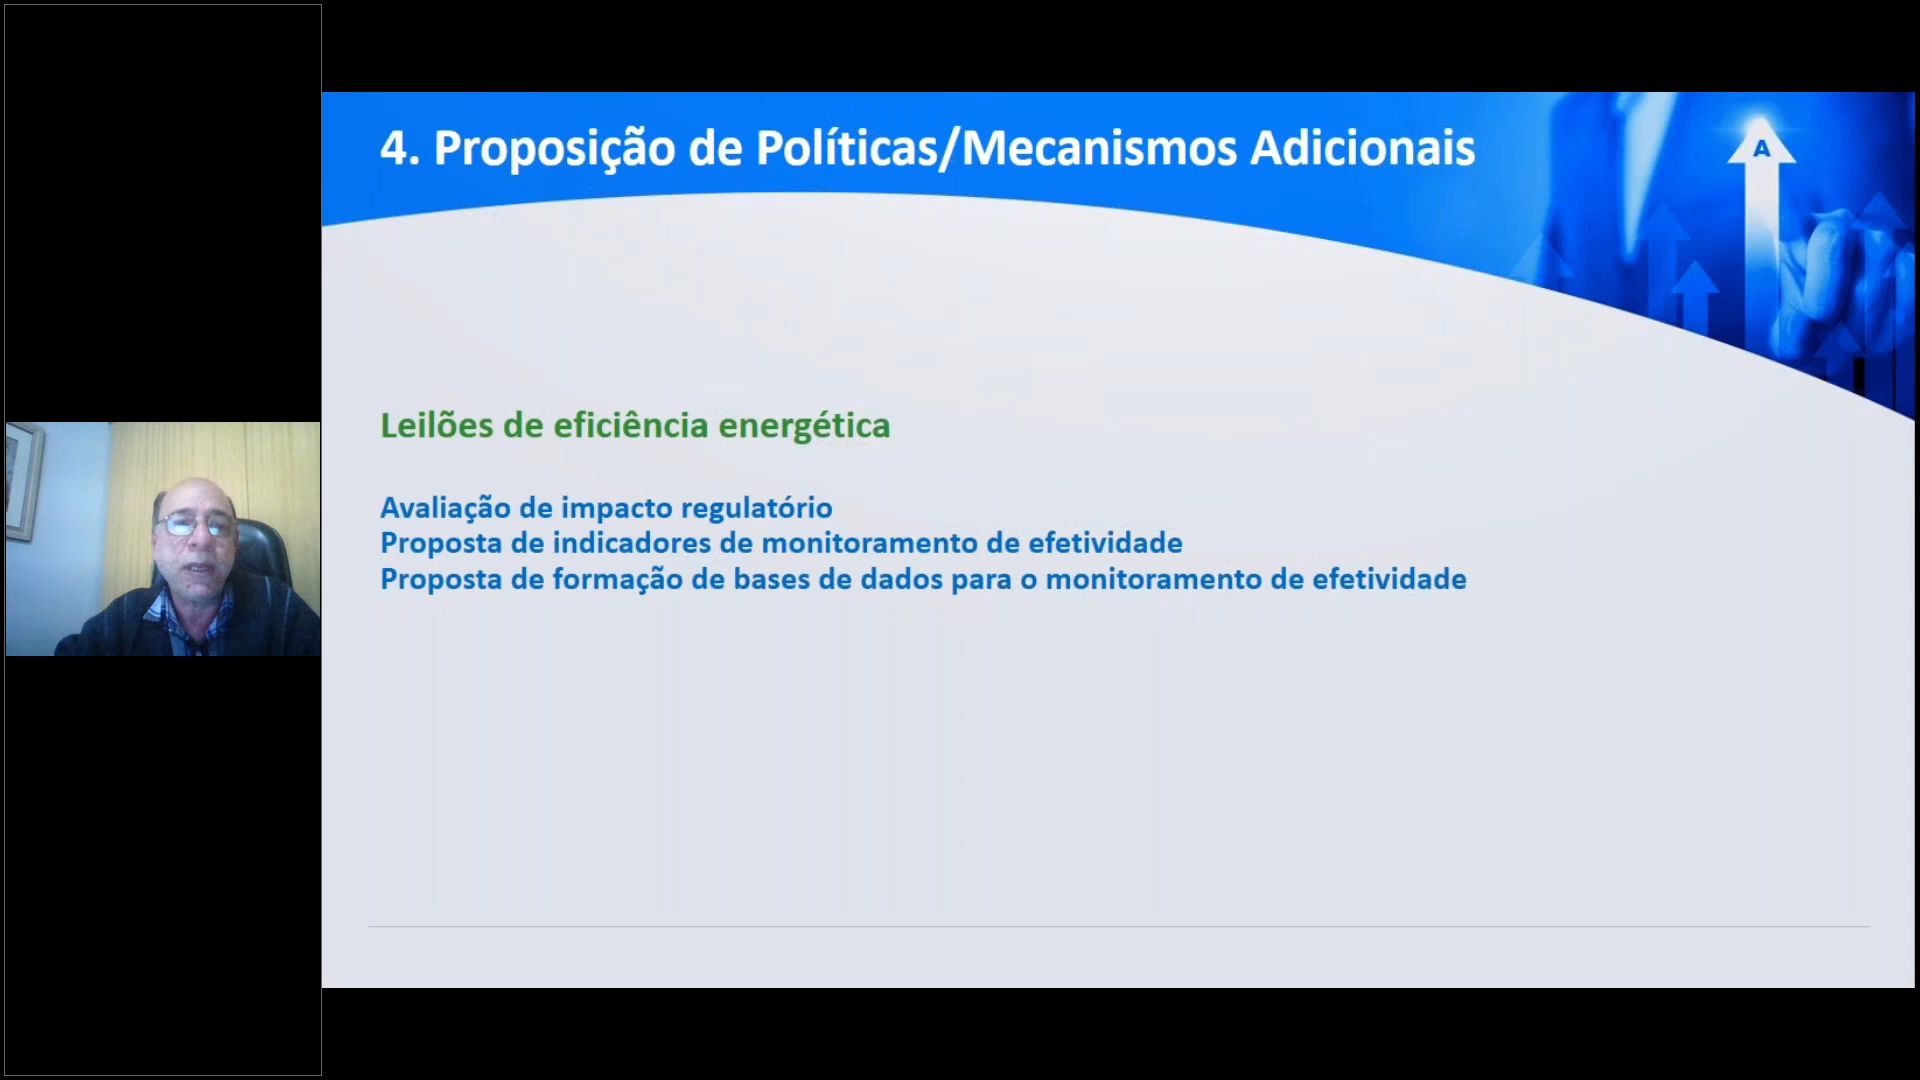 4. Proposição de Políticas/Mecanismos Adicionais
A
Leilões de eficiência energética
Avaliação de impacto regulatório
Proposta de indicadores de monitoramento de efetividade
Proposta de formação de bases de dados para o monitoramento de efetividade